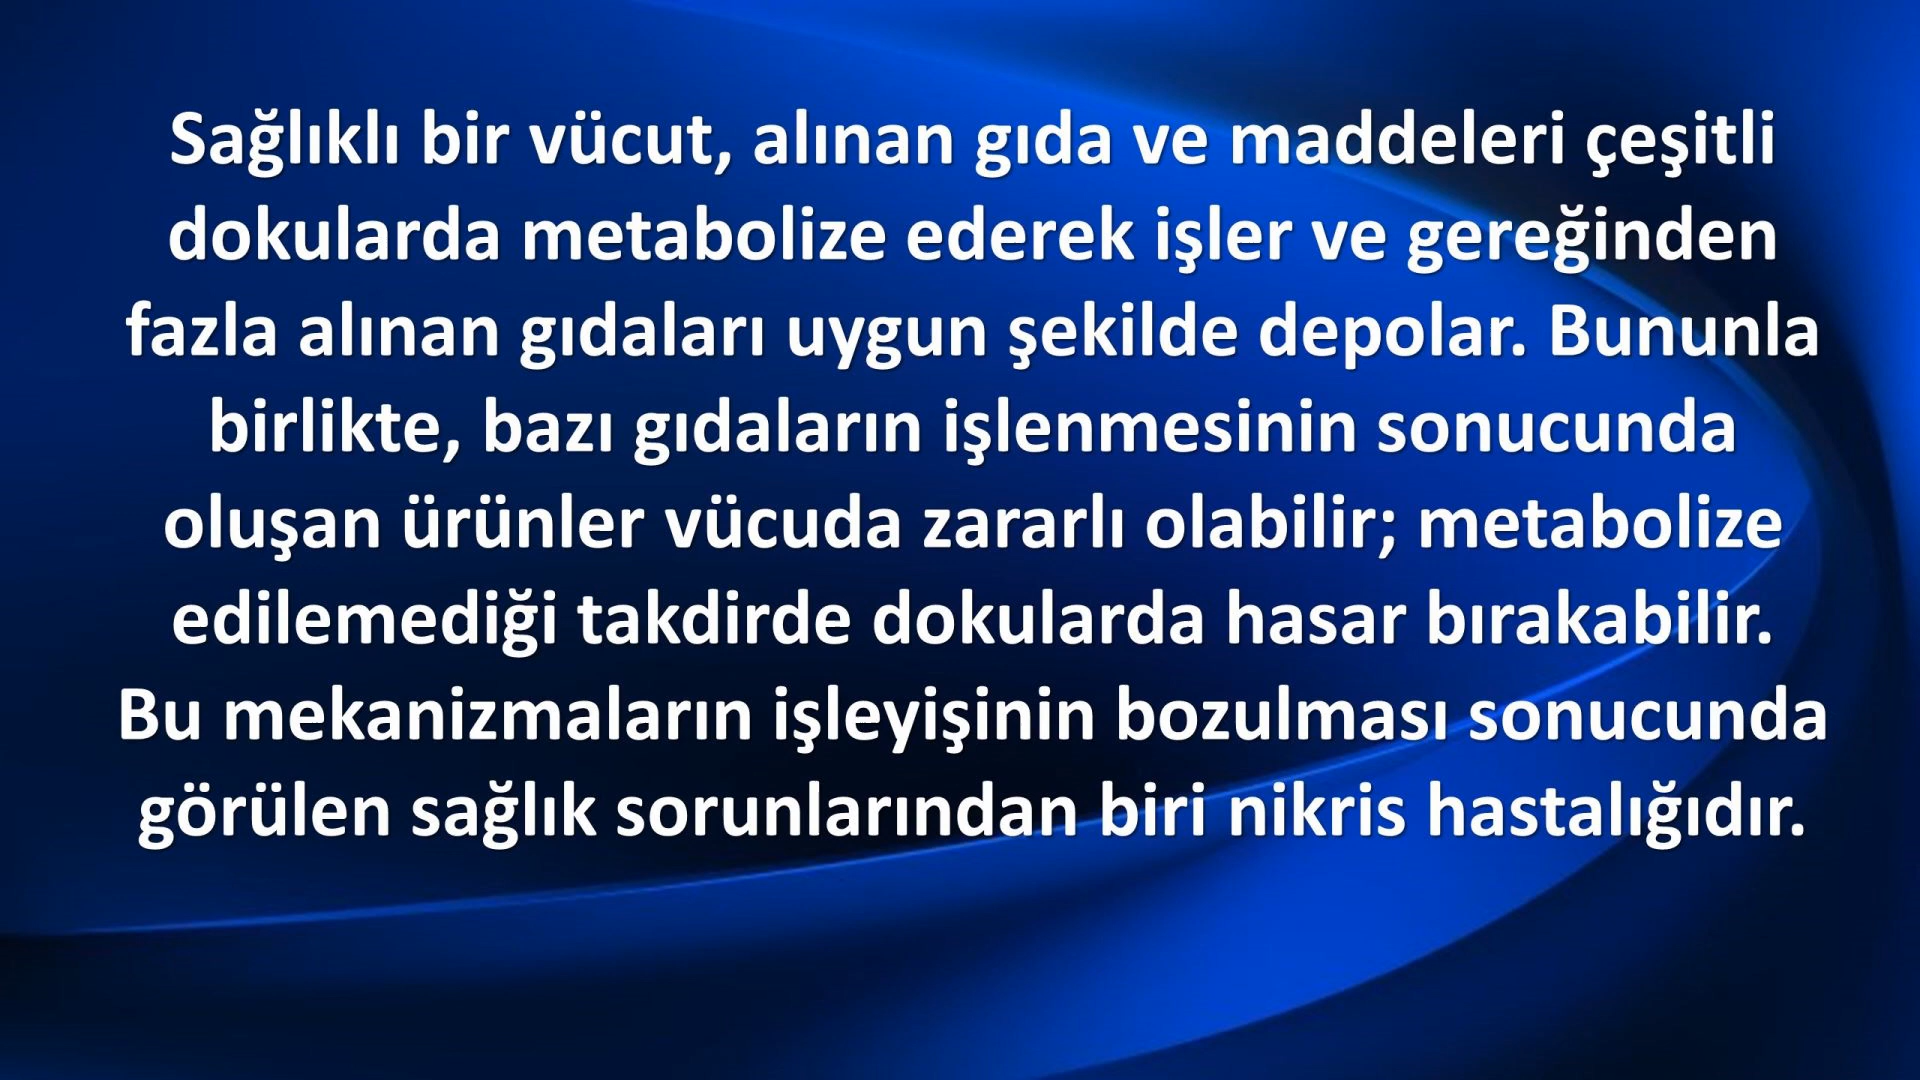 Sağlıklı bir vücut, alınan gıda ve maddeleri çeşitli
dokularda metabolize ederek işler ve gereğinden
fazla alınan gıdaları uygun şekilde depolar. Bununla
birlikte, bazı gıdaların işlenmesinin sonucunda
oluşan ürünler vücuda zararlı olabilir; metabolize
edilemediği takdirde dokularda hasar bırakabilir.
Bu mekanizmaların işleyişinin bozulması sonucunda
görülen sağlık sorunlarından biri nikris hastalığıdır.